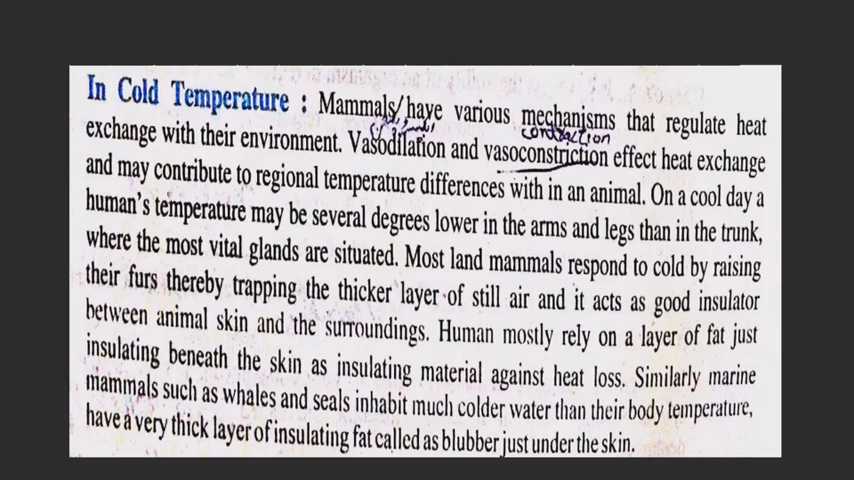 In Cold Temperature : Mammals/ have various mechanisms that regulate heat
contraction
exchange with their environment. Vasodilation and vasoconstriction effect heat exchange
and may contribute to regional temperature differences with in an animal. On a cool day a
human's temperature may be several degrees lower in the arms and legs than in the trunk,
where the most vital glands are situated. Most land mammals respond to cold by raising
their furs thereby trapping the thicker layer of still air and it acts as good insulator
between animal skin and the surroundings. Human mostly rely on a layer of fat just
insulating beneath the skin as insulating material against heat loss. Similarly marine
mammals such as whales and seals inhabit much colder water than their body temperature,
have a very thick layer of insulating fat called as blubber just under the skin.